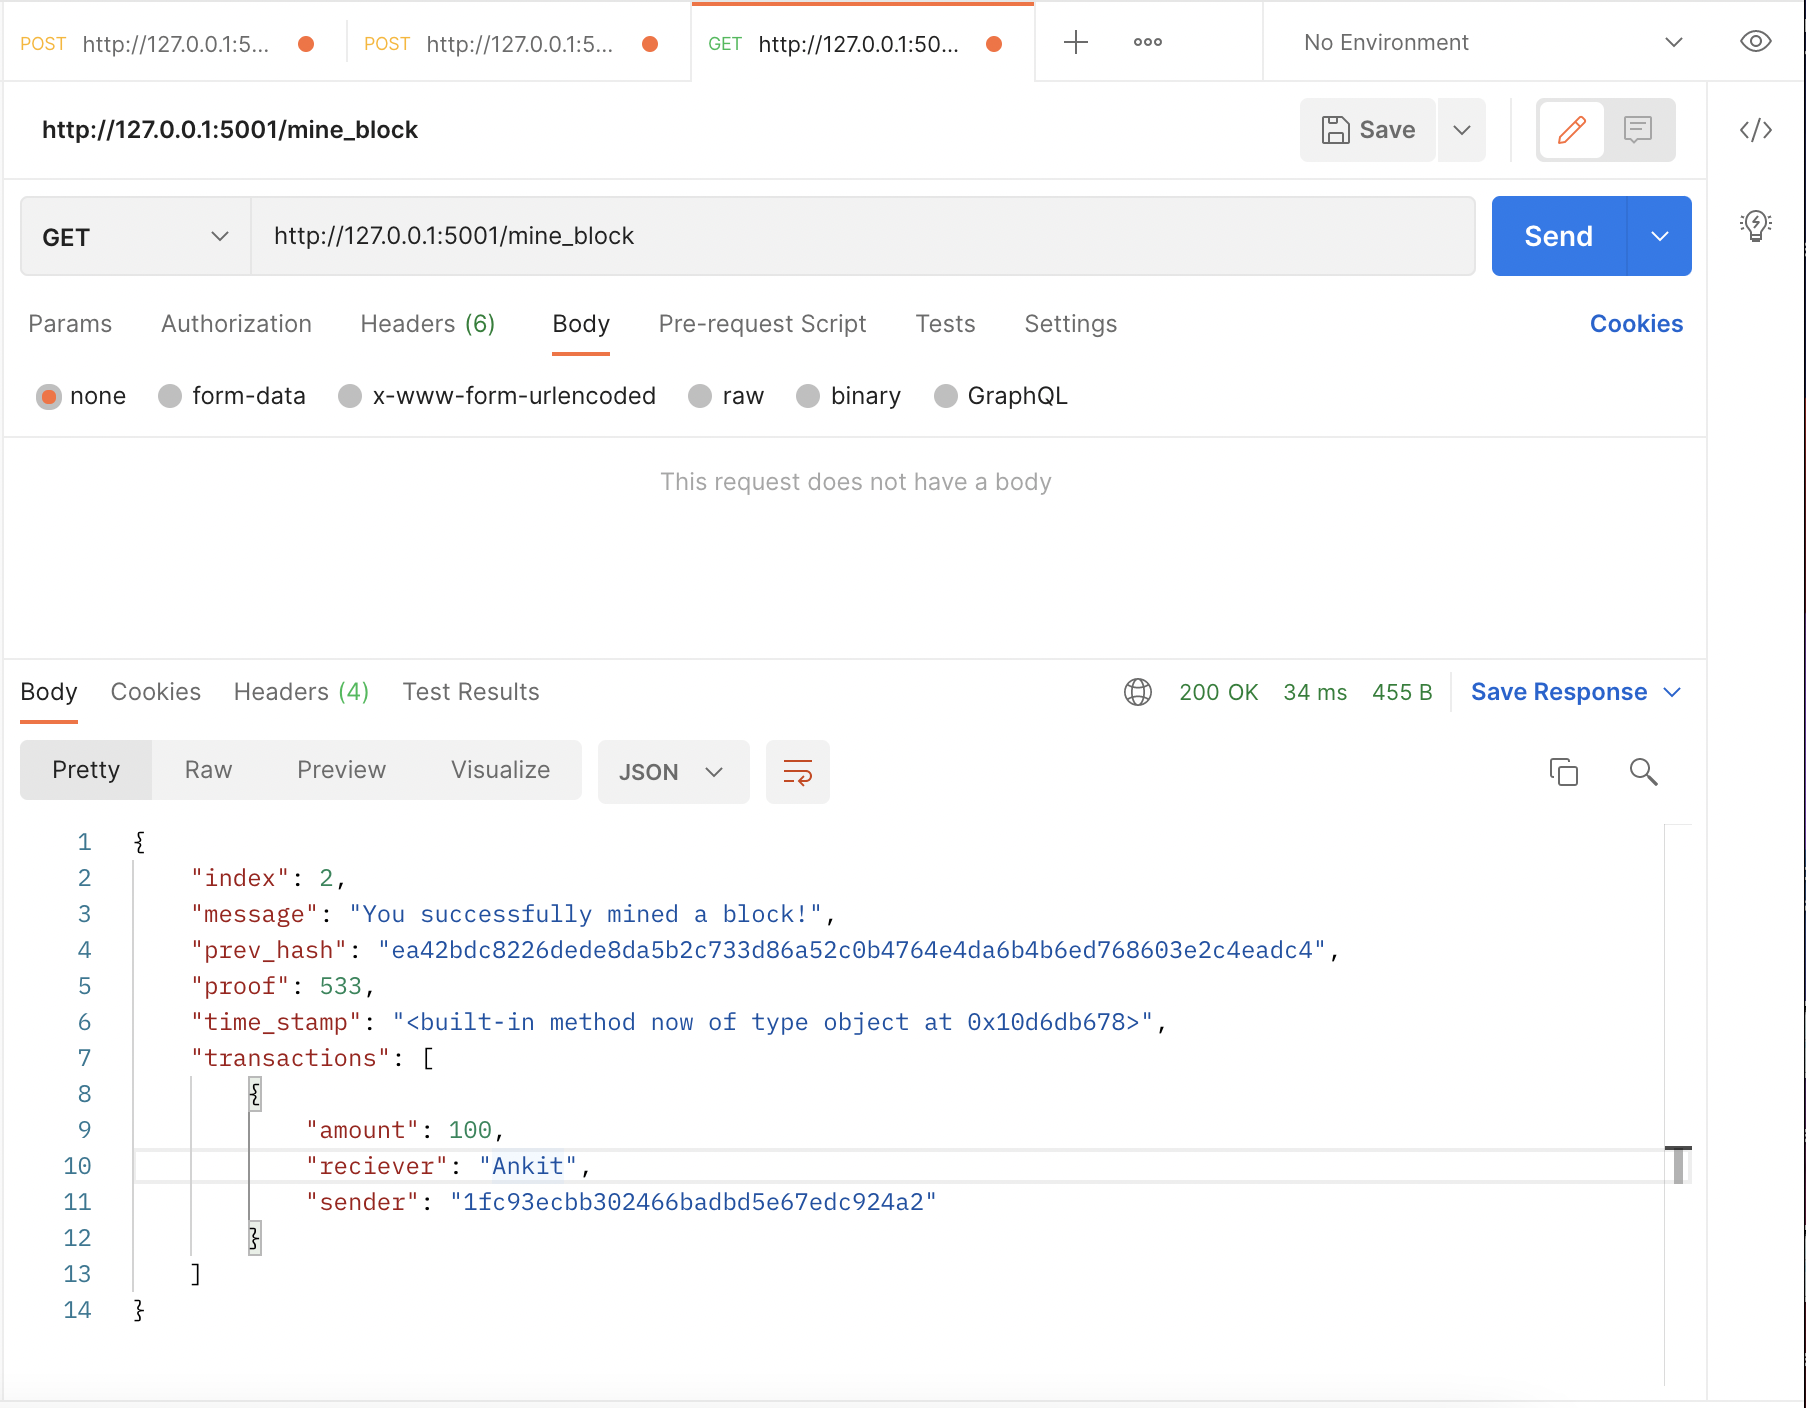 POST http://127.0.0.1:5... POST http://127.0.0.1:5... GET http://127.0.0.1:50... No Environment
http://127.0.0.1:5001/mine_block Save
GET http://127.0.0.1:5001/mine_block Send
Params Authorization Headers (6) Body Pre-request Script Tests Settings Cookies
none form-data x-www-form-urlencoded raw binary GraphQL
This request does not have a body
Body Cookies Headers (4) Test Results 200 OK 34 ms 455 B Save Response
Pretty Raw Preview Visualize JSON
1 {
2 "index": 2,
3 "message": "You successfully mined a block!",
4 "prev_hash": "ea42bdc8226dede8da5b2c733d86a52c0b4764e4da6b4b6ed768603e2c4eadc4",
5 "proof": 533,
6 "time_stamp": "<built-in method now of type object at 0x10d6db678>",
7 "transactions": [
8 {
9 "amount": 100,
10 "reciever": "Ankit",
11 "sender": "1fc93ecbb302466badbd5e67edc924a2"
12 }
13 ]
14 }